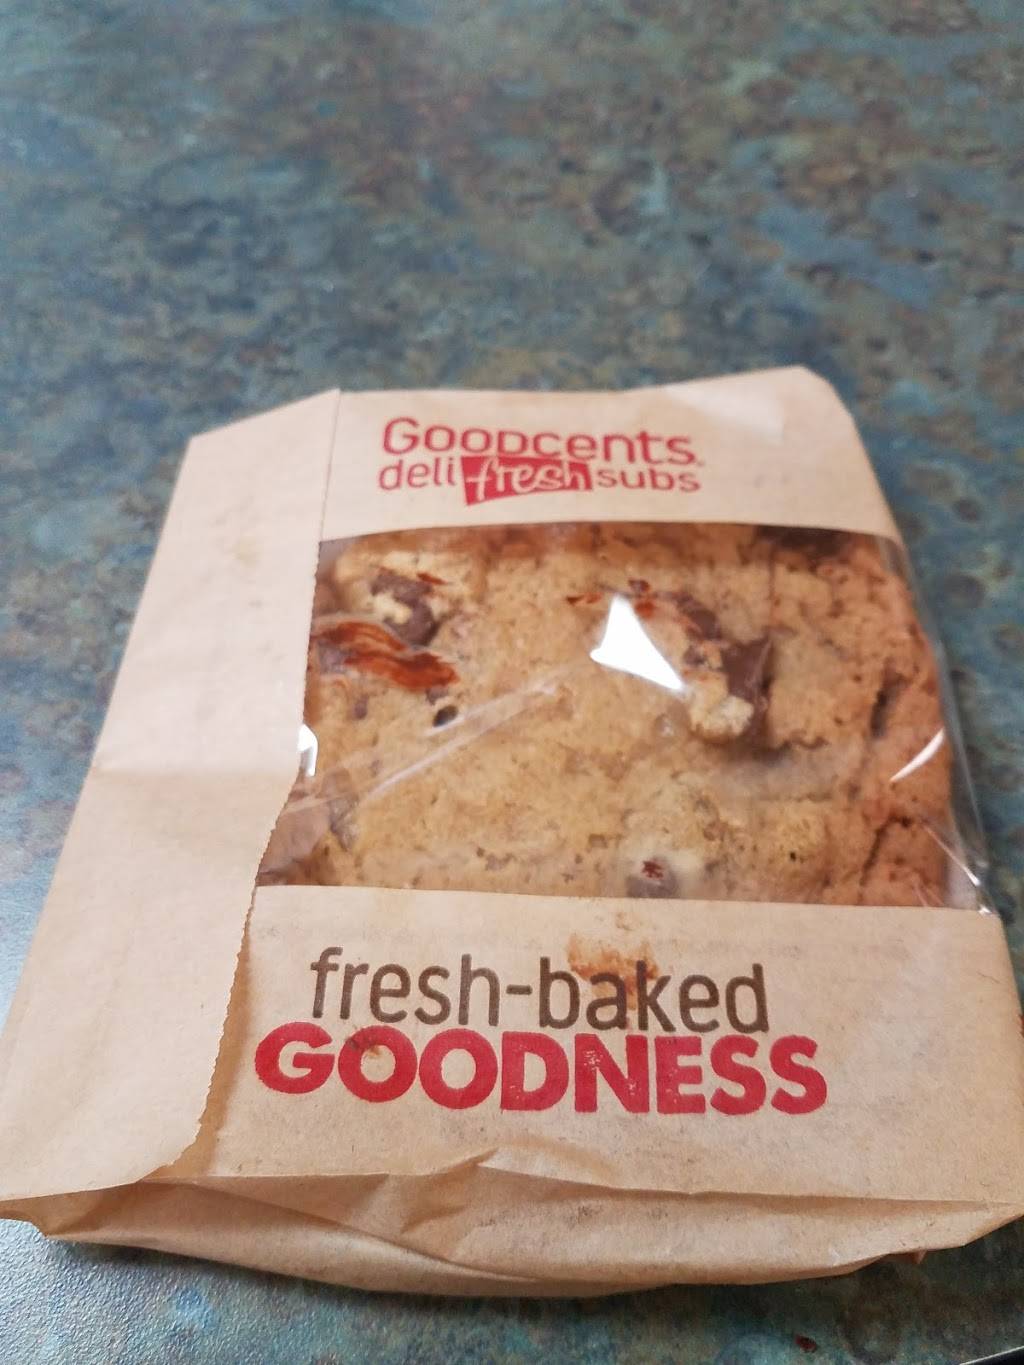 Goodcents
deli fresh subs
fresh-baked
GOODNESS